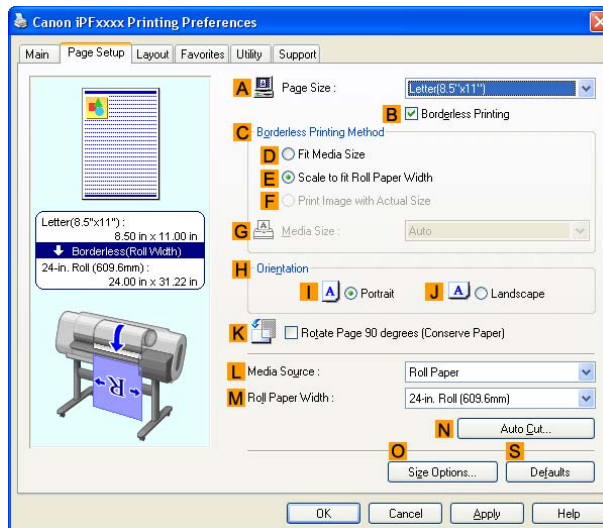 Canon iPFxxxx Printing Preferences
Main Page Setup Layout Favorites Utility Support
A Page Size : Letter(8.5"x11")
B Borderless Printing
C Borderless Printing Method
D Fit Media Size
E Scale to fit Roll Paper Width
F Print Image with Actual Size
G Media Size : Auto
Letter(8.5"x11") :
8.50 in x 11.00 in
Borderless(Roll Width)
24-in. Roll (609.6mm) :
24.00 in x 31.22 in
H Orientation
I A Portrait J A Landscape
K Rotate Page 90 degrees (Conserve Paper)
R
L Media Source : Roll Paper
M Roll Paper Width : 24-in. Roll (609.6mm)
N Auto Cut...
O S
Size Options... Defaults
OK Cancel Apply Help